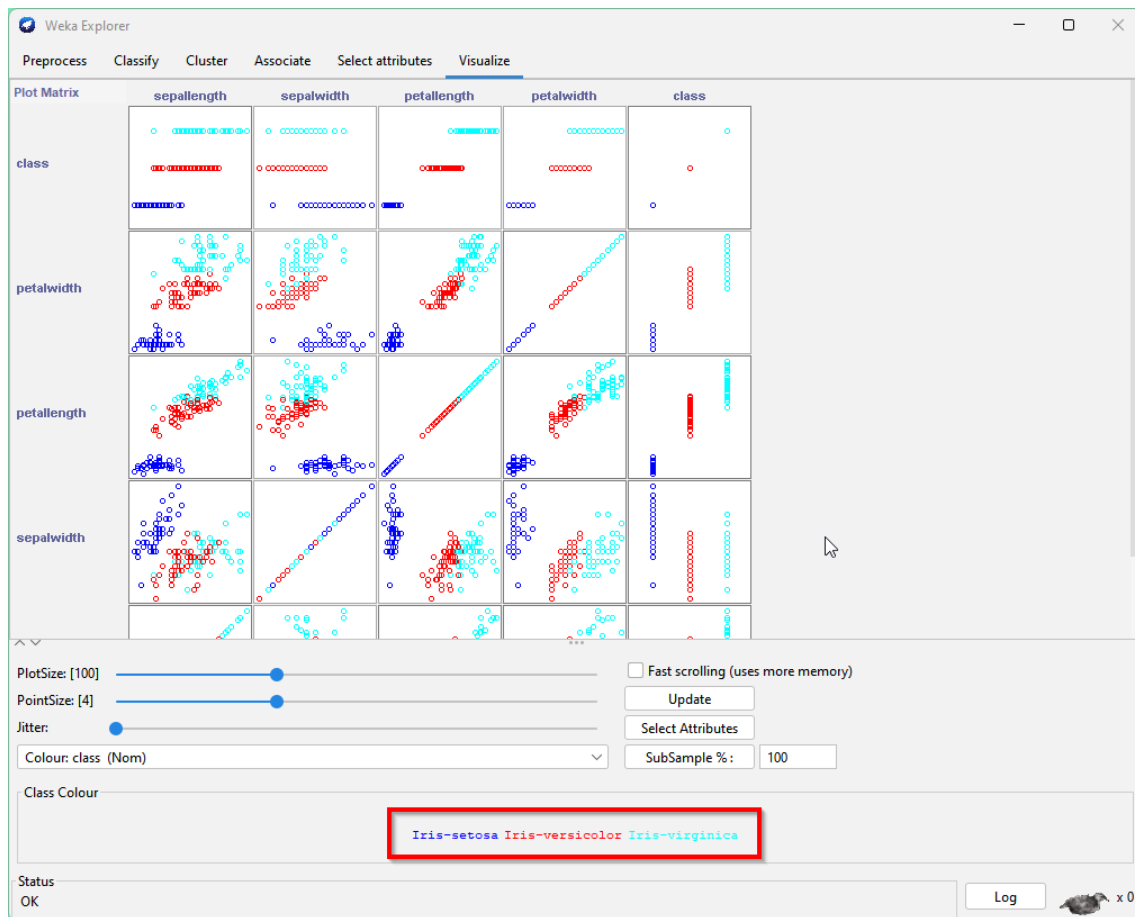 Weka Explorer
Preprocess Classify Cluster Associate Select attributes Visualize
Plot Matrix sepallength sepalwidth petallength petalwidth class
class
petalwidth
petallength
sepalwidth
PlotSize: [100]
Fast scrolling (uses more memory)
PointSize: [4]
Update
Jitter:
Select Attributes
Colour: class (Nom)
SubSample % :
100
Class Colour
Iris-setosa Iris-versicolor Iris-virginica
Status
OK
Log
x 0